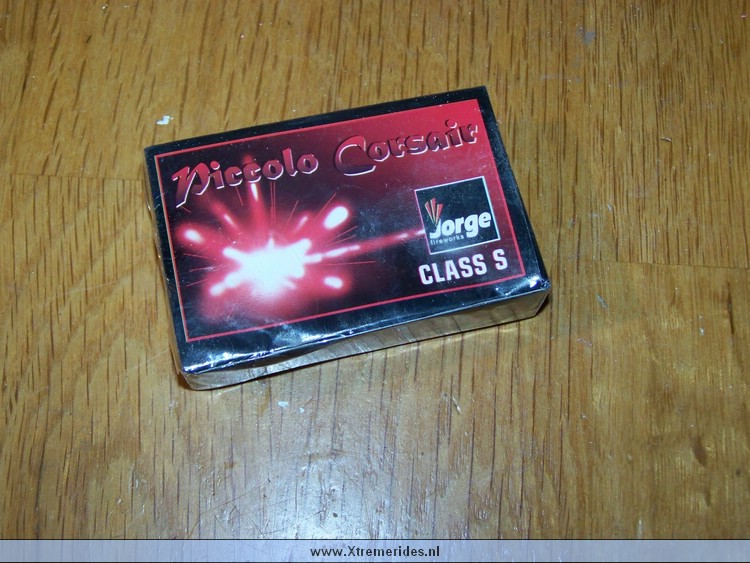 Piccolo Corsair
Jorge
fireworks
CLASS S
www.Xtremerides.nl